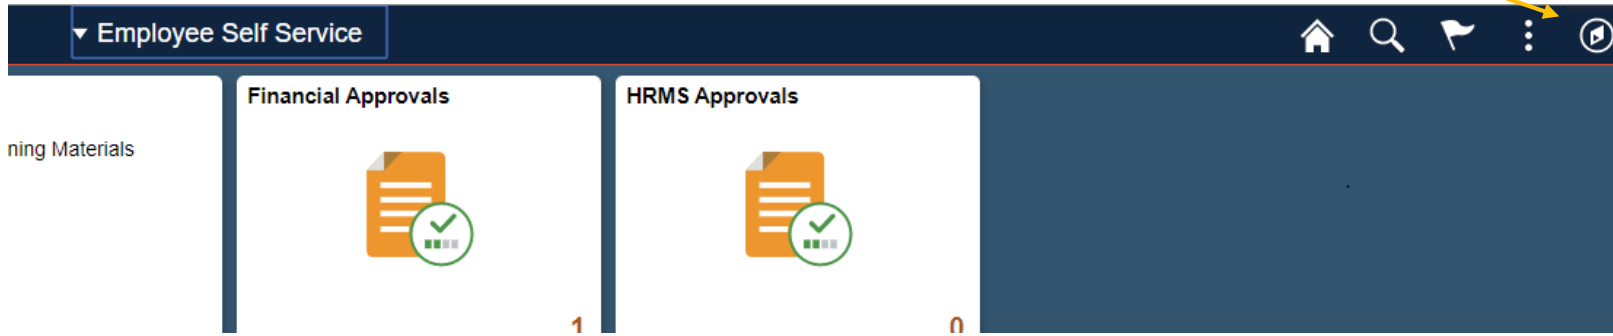 Employee Self Service
Financial Approvals
HRMS Approvals
ning Materials
1
0